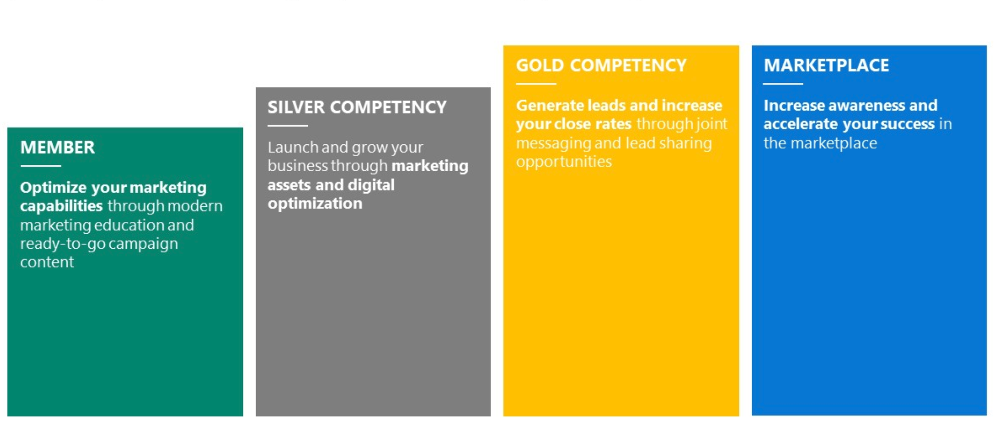 MEMBER
Optimize your marketing
capabilities through modern
marketing education and
ready-to-go campaign
content
SILVER COMPETENCY
Launch and grow your
business through marketing
assets and digital
optimization
GOLD COMPETENCY
Generate leads and increase
your close rates through joint
messaging and lead sharing
opportunities
MARKETPLACE
Increase awareness and
accelerate your success in
the marketplace